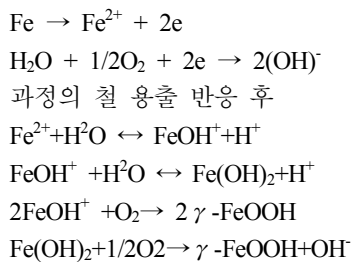 Fe → Fe²⁺ + 2e
H₂O + 1/2O₂ + 2e → 2(OH)⁻
과정의 철 용출 반응 후
Fe²⁺+H²O ↔ FeOH⁺+H⁺
FeOH⁺ +H²O ↔ Fe(OH)₂+H⁺
2FeOH⁺ +O₂→ 2γ-FeOOH
Fe(OH)₂+1/2O2→γ-FeOOH+OH⁻